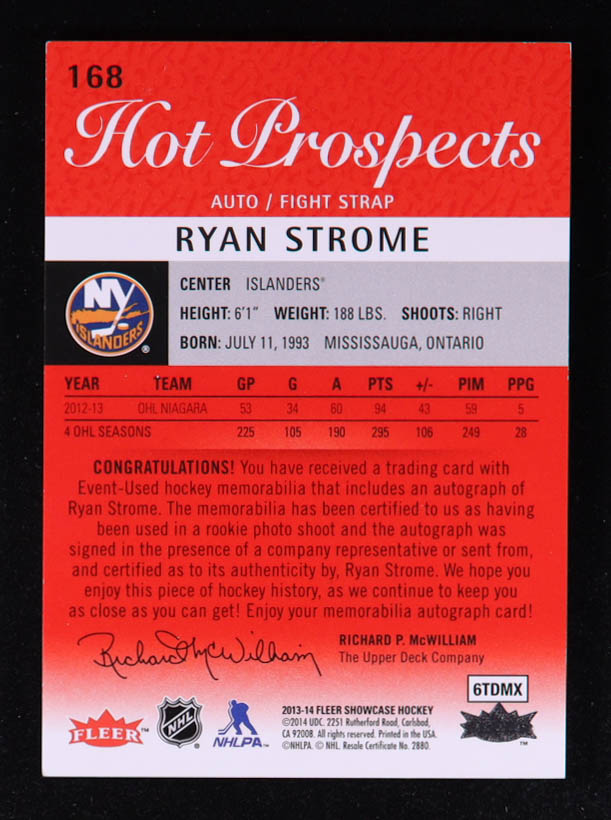 168
Hot Prospects
AUTO / FIGHT STRAP
RYAN STROME
NY
ISLANDERS
®
CENTER ISLANDERS®
HEIGHT: 6'1" WEIGHT: 188 LBS. SHOOTS: RIGHT
BORN: JULY 11, 1993 MISSISSAUGA, ONTARIO
YEAR TEAM GP G A PTS +/- PIM PPG
2012-13 OHL NIAGARA 53 34 60 94 43 59 5
4 OHL SEASONS 225 105 190 295 106 249 28
CONGRATULATIONS! You have received a trading card with
Event-Used hockey memorabilia that includes an autograph of
Ryan Strome. The memorabilia has been certified to us as having
been used in a rookie photo shoot and the autograph was
signed in the presence of a company representative or sent from,
and certified as to its authenticity by, Ryan Strome. We hope you
enjoy this piece of hockey history, as we continue to keep you
as close as you can get! Enjoy your memorabilia autograph card!
Richard P. McWilliam
RICHARD P. McWILLIAM
The Upper Deck Company
6TDMX
FLEER™
NHL
NHLPA™
2013-14 FLEER SHOWCASE HOCKEY
©2014 UDC. 2251 Rutherford Road, Carlsbad,
CA 92008. All rights reserved. Printed in the USA.
©NHLPA. © NHL. Resale Certificate No. 2880.
™